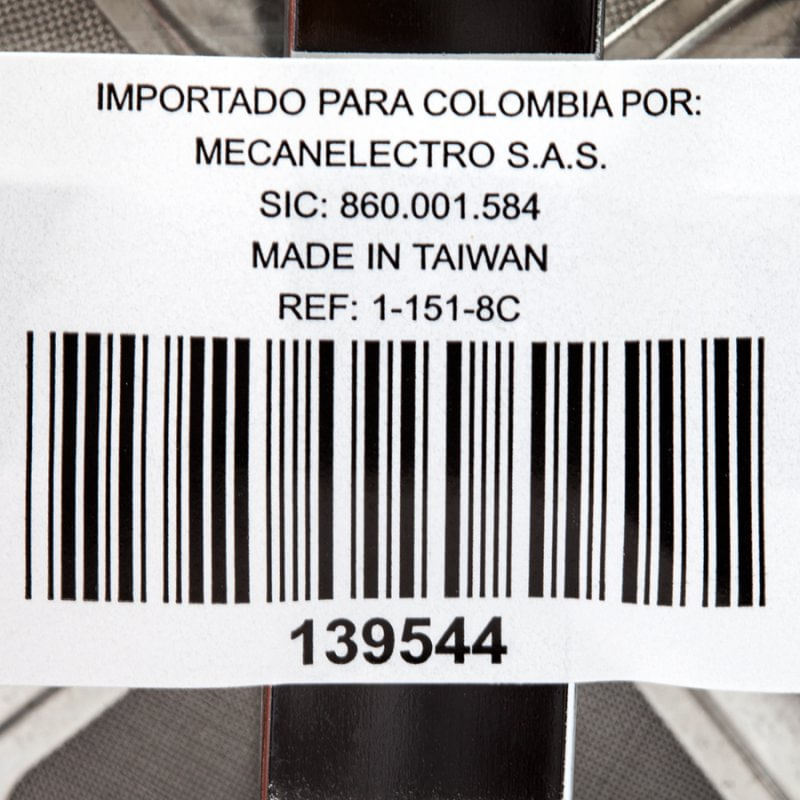 IMPORTADO PARA COLOMBIA POR:
MECANELECTRO S.A.S.
SIC: 860.001.584
MADE IN TAIWAN
REF: 1-151-8C
139544